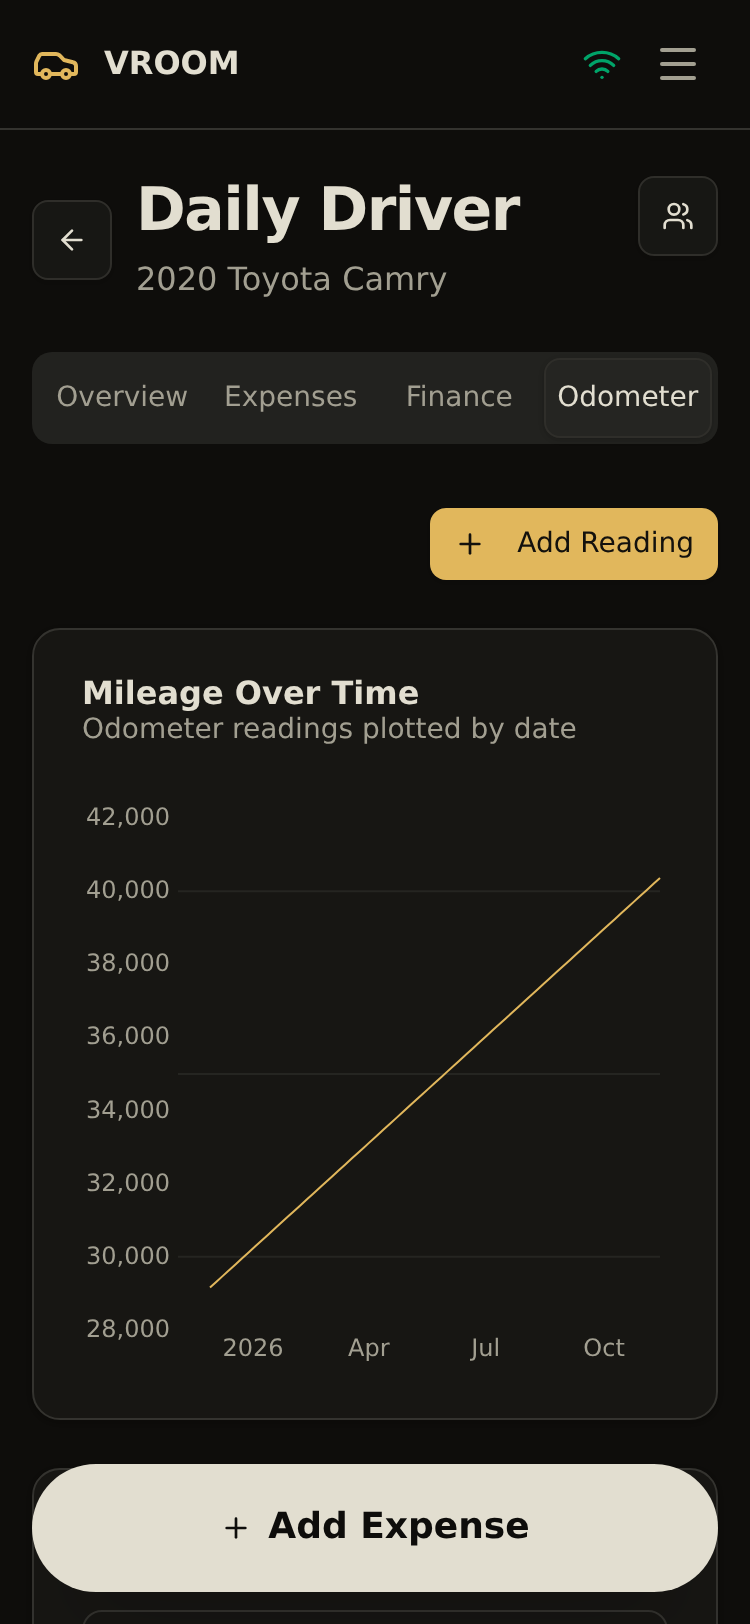 VROOM
Daily Driver
2020 Toyota Camry
Overview Expenses Finance Odometer
+ Add Reading
Mileage Over Time
Odometer readings plotted by date
42,000
40,000
38,000
36,000
34,000
32,000
30,000
28,000
2026 Apr Jul Oct
+ Add Expense